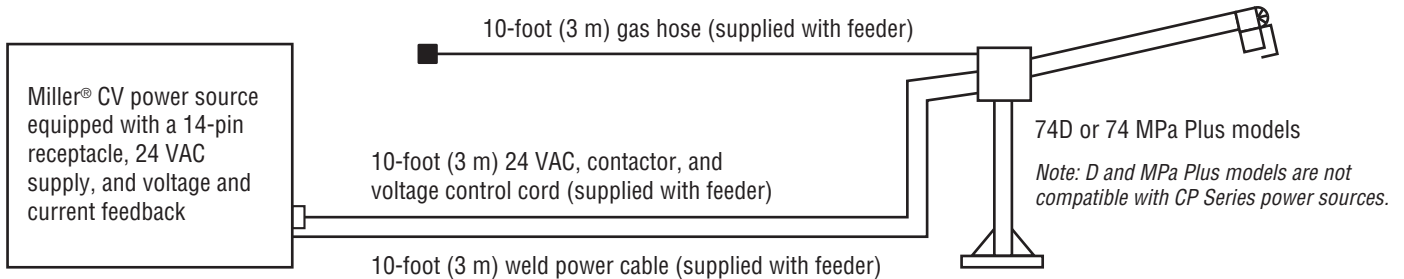 10-foot (3 m) gas hose (supplied with feeder)
Miller® CV power source
equipped with a 14-pin
receptacle, 24 VAC
supply, and voltage and
current feedback
10-foot (3 m) 24 VAC, contactor, and
voltage control cord (supplied with feeder)
10-foot (3 m) weld power cable (supplied with feeder)
74D or 74 MPa Plus models
Note: D and MPa Plus models are not
compatible with CP Series power sources.